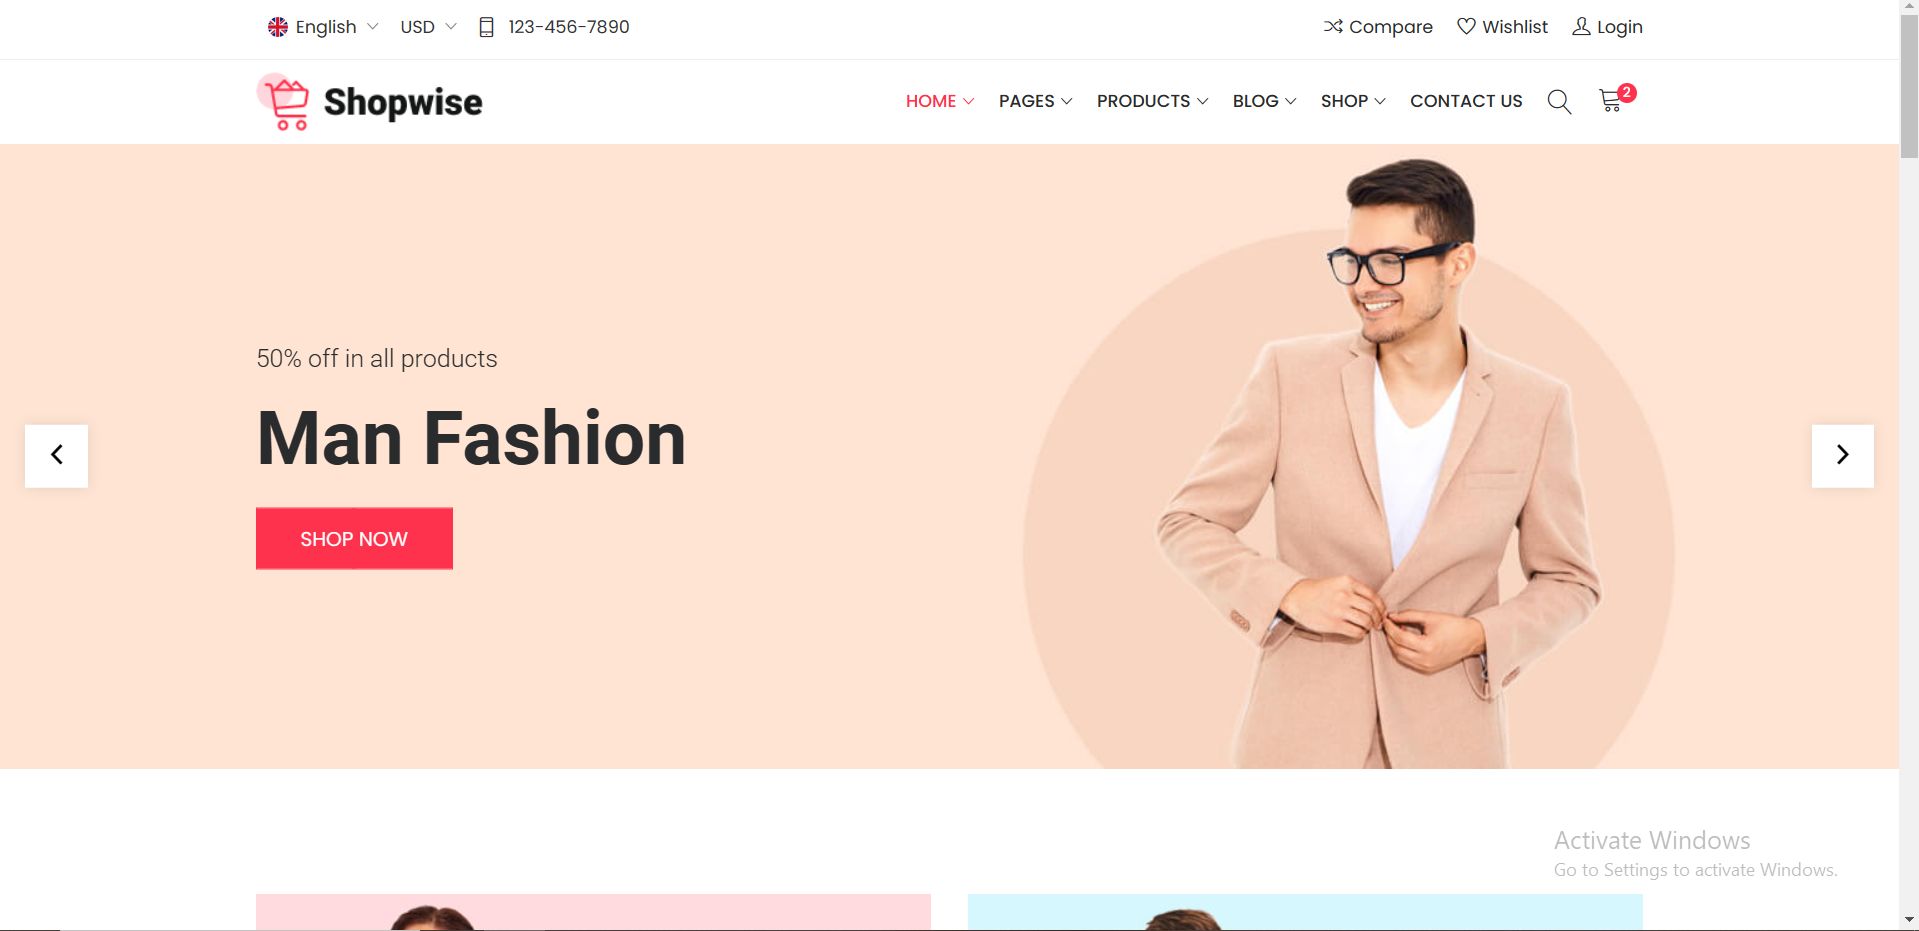 English USD 123-456-7890 Compare Wishlist Login
Shopwise HOME PAGES PRODUCTS BLOG SHOP CONTACT US 2
50% off in all products
Man Fashion
SHOP NOW
Activate Windows
Go to Settings to activate Windows.